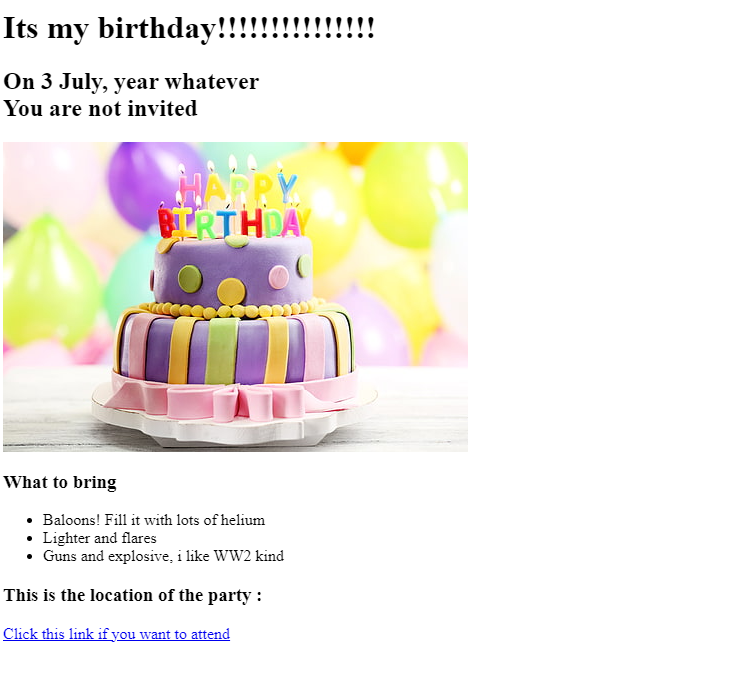 Its my birthday!!!!!!!!!!!!!!!
On 3 July, year whatever
You are not invited
HAPPY
BIRTHDAY
What to bring
Baloons! Fill it with lots of helium
Lighter and flares
Guns and explosive, i like WW2 kind
This is the location of the party :
Click this link if you want to attend